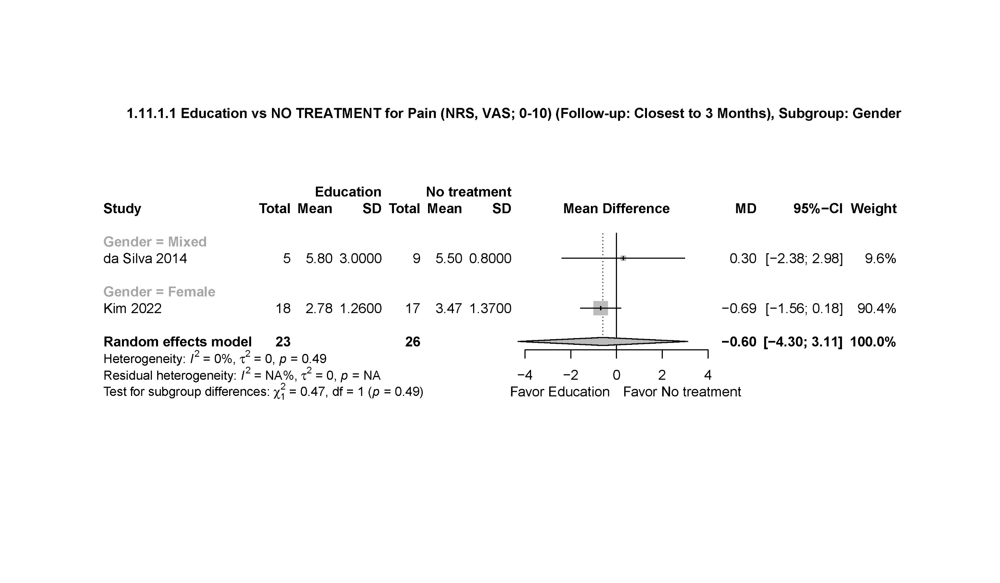 1.11.1.1 Education vs NO TREATMENT for Pain (NRS, VAS; 0-10) (Follow-up: Closest to 3 Months), Subgroup: Gender
Education No treatment
Study Total Mean SD Total Mean SD Mean Difference MD 95%−CI Weight
Gender = Mixed
da Silva 2014 5 5.80 3.0000 9 5.50 0.8000 0.30 [−2.38; 2.98] 9.6%
Gender = Female
Kim 2022 18 2.78 1.2600 17 3.47 1.3700 −0.69 [−1.56; 0.18] 90.4%
Random effects model 23 26 −0.60 [−4.30; 3.11] 100.0%
Heterogeneity: I² = 0%, τ² = 0, p = 0.49
Residual heterogeneity: I² = NA%, τ² = 0, p = NA −4 −2 0 2 4
Test for subgroup differences: χ²₁ = 0.47, df = 1 (p = 0.49) Favor Education Favor No treatment